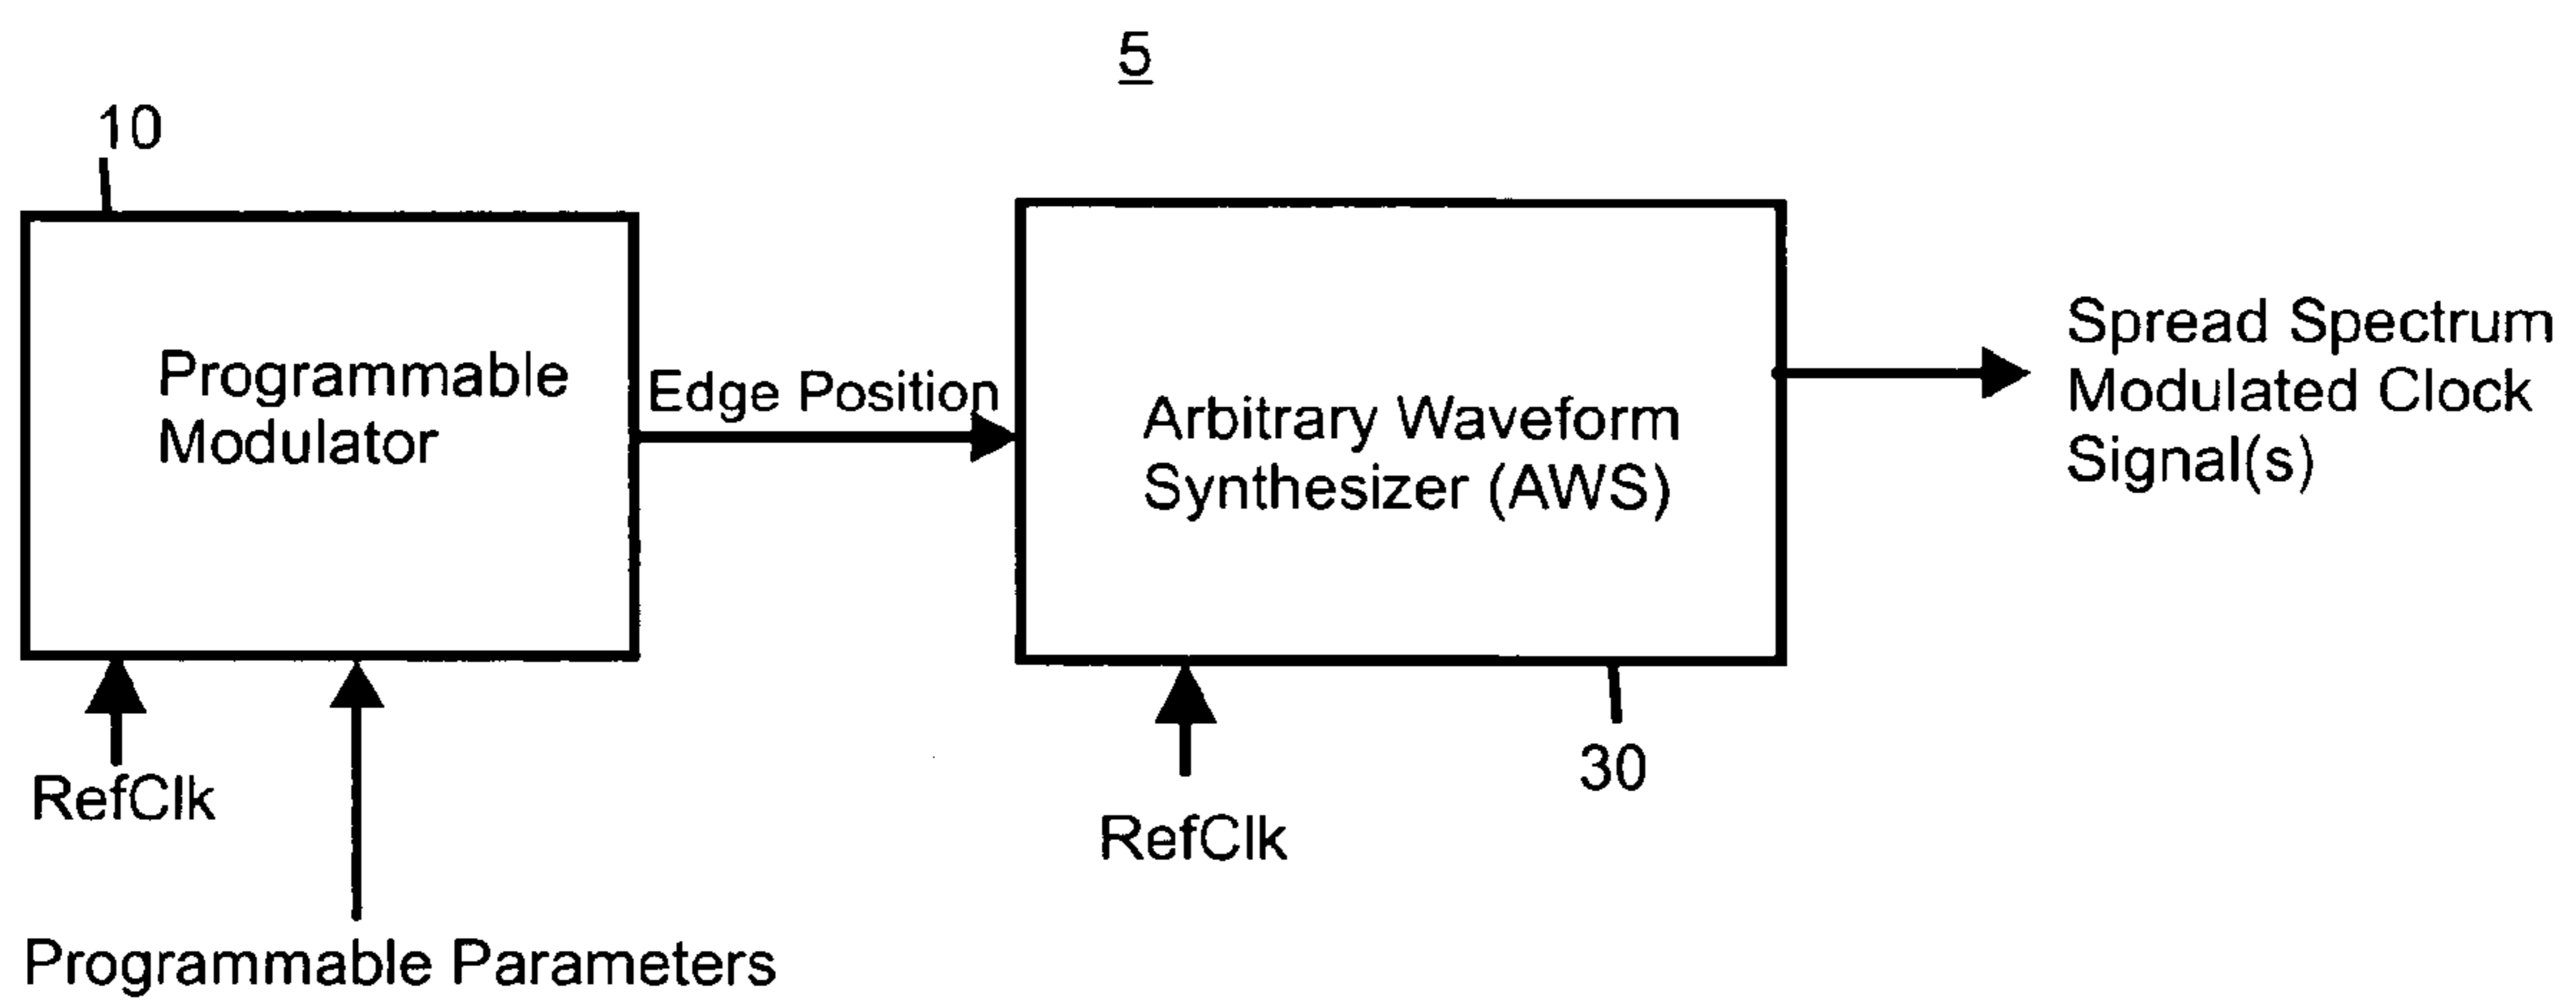 5
10
Programmable
Modulator
Edge Position
Arbitrary Waveform
Synthesizer (AWS)
Spread Spectrum
Modulated Clock
Signal(s)
RefClk
30
RefClk
Programmable Parameters